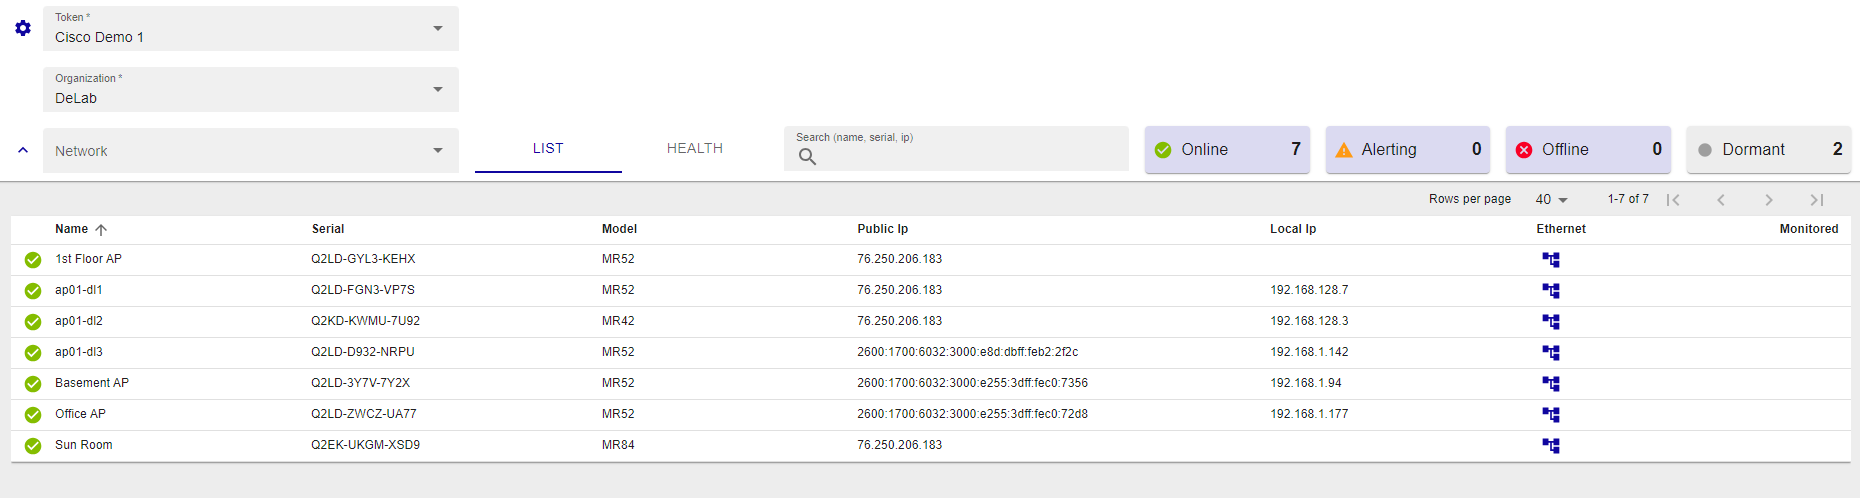 Token *
Cisco Demo 1
Organization *
DeLab
Network
LIST
HEALTH
Search (name, serial, ip)
Online 7
Alerting 0
Offline 0
Dormant 2
Rows per page 40 1-7 of 7
Name Serial Model Public Ip Local Ip Ethernet Monitored
1st Floor AP Q2LD-GYL3-KEHX MR52 76.250.206.183
ap01-dl1 Q2LD-FGN3-VP7S MR52 76.250.206.183 192.168.128.7
ap01-dl2 Q2KD-KWMU-7U92 MR42 76.250.206.183 192.168.128.3
ap01-dl3 Q2LD-D932-NRPU MR52 2600:1700:6032:3000:e8d:dbff:feb2:2f2c 192.168.1.142
Basement AP Q2LD-3Y7V-7Y2X MR52 2600:1700:6032:3000:e255:3dff:fec0:7356 192.168.1.94
Office AP Q2LD-ZWCZ-UA77 MR52 2600:1700:6032:3000:e255:3dff:fec0:72d8 192.168.1.177
Sun Room Q2EK-UKGM-XSD9 MR84 76.250.206.183